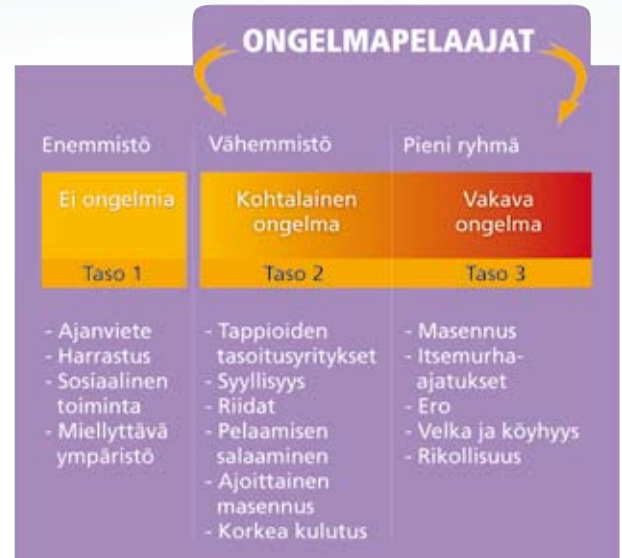 ONGELMAPELAAJAT
Enemmistö
Ei ongelmia
Taso 1
- Ajanviete
- Harrastus
- Sosiaalinen
toiminta
- Miellyttävä
ympäristö
Vähemmistö
Kohtalainen
ongelma
Taso 2
- Tappioiden
tasoitusyritykset
- Syyllisyys
- Riidat
- Pelaamisen
salaaminen
- Ajoittainen
masennus
- Korkea kulutus
Pieni ryhmä
Vakava
ongelma
Taso 3
- Masennus
- Itsemurha-
ajatukset
- Ero
- Velka ja köyhyys
- Rikollisuus